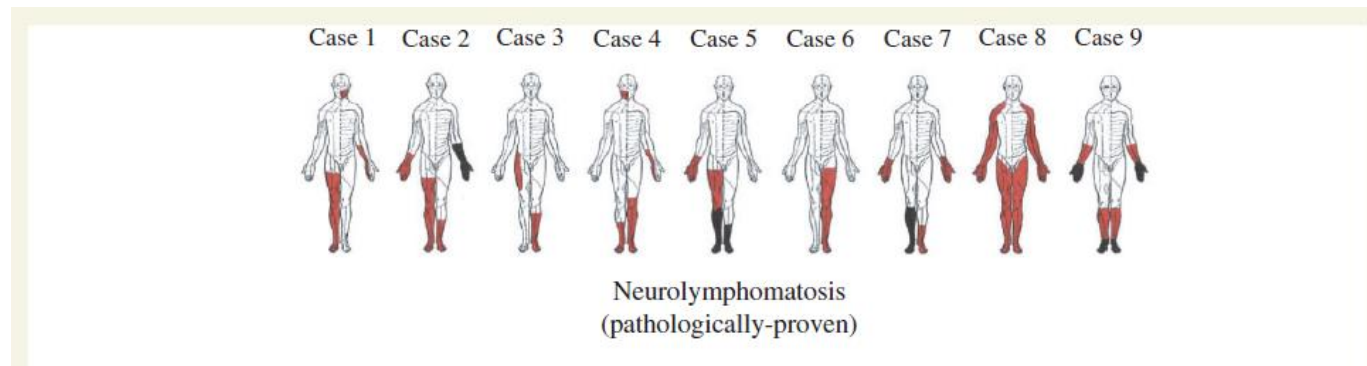 Case 1 Case 2 Case 3 Case 4 Case 5 Case 6 Case 7 Case 8 Case 9
Neurolymphomatosis
(pathologically-proven)